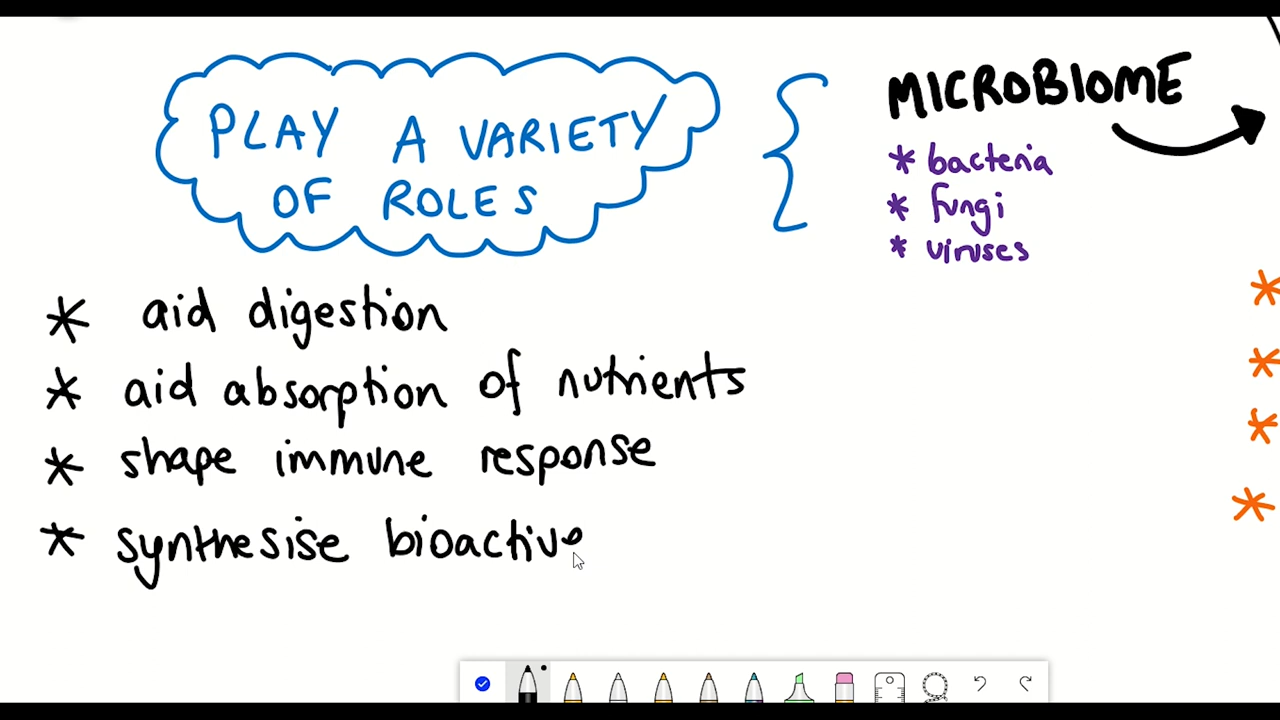 PLAY A VARIETY
OF ROLES
MICROBIOME
* bacteria
* fungi
* viruses
* aid digestion
* aid absorption of nutrients
* shape immune response
* synthesise bioactive